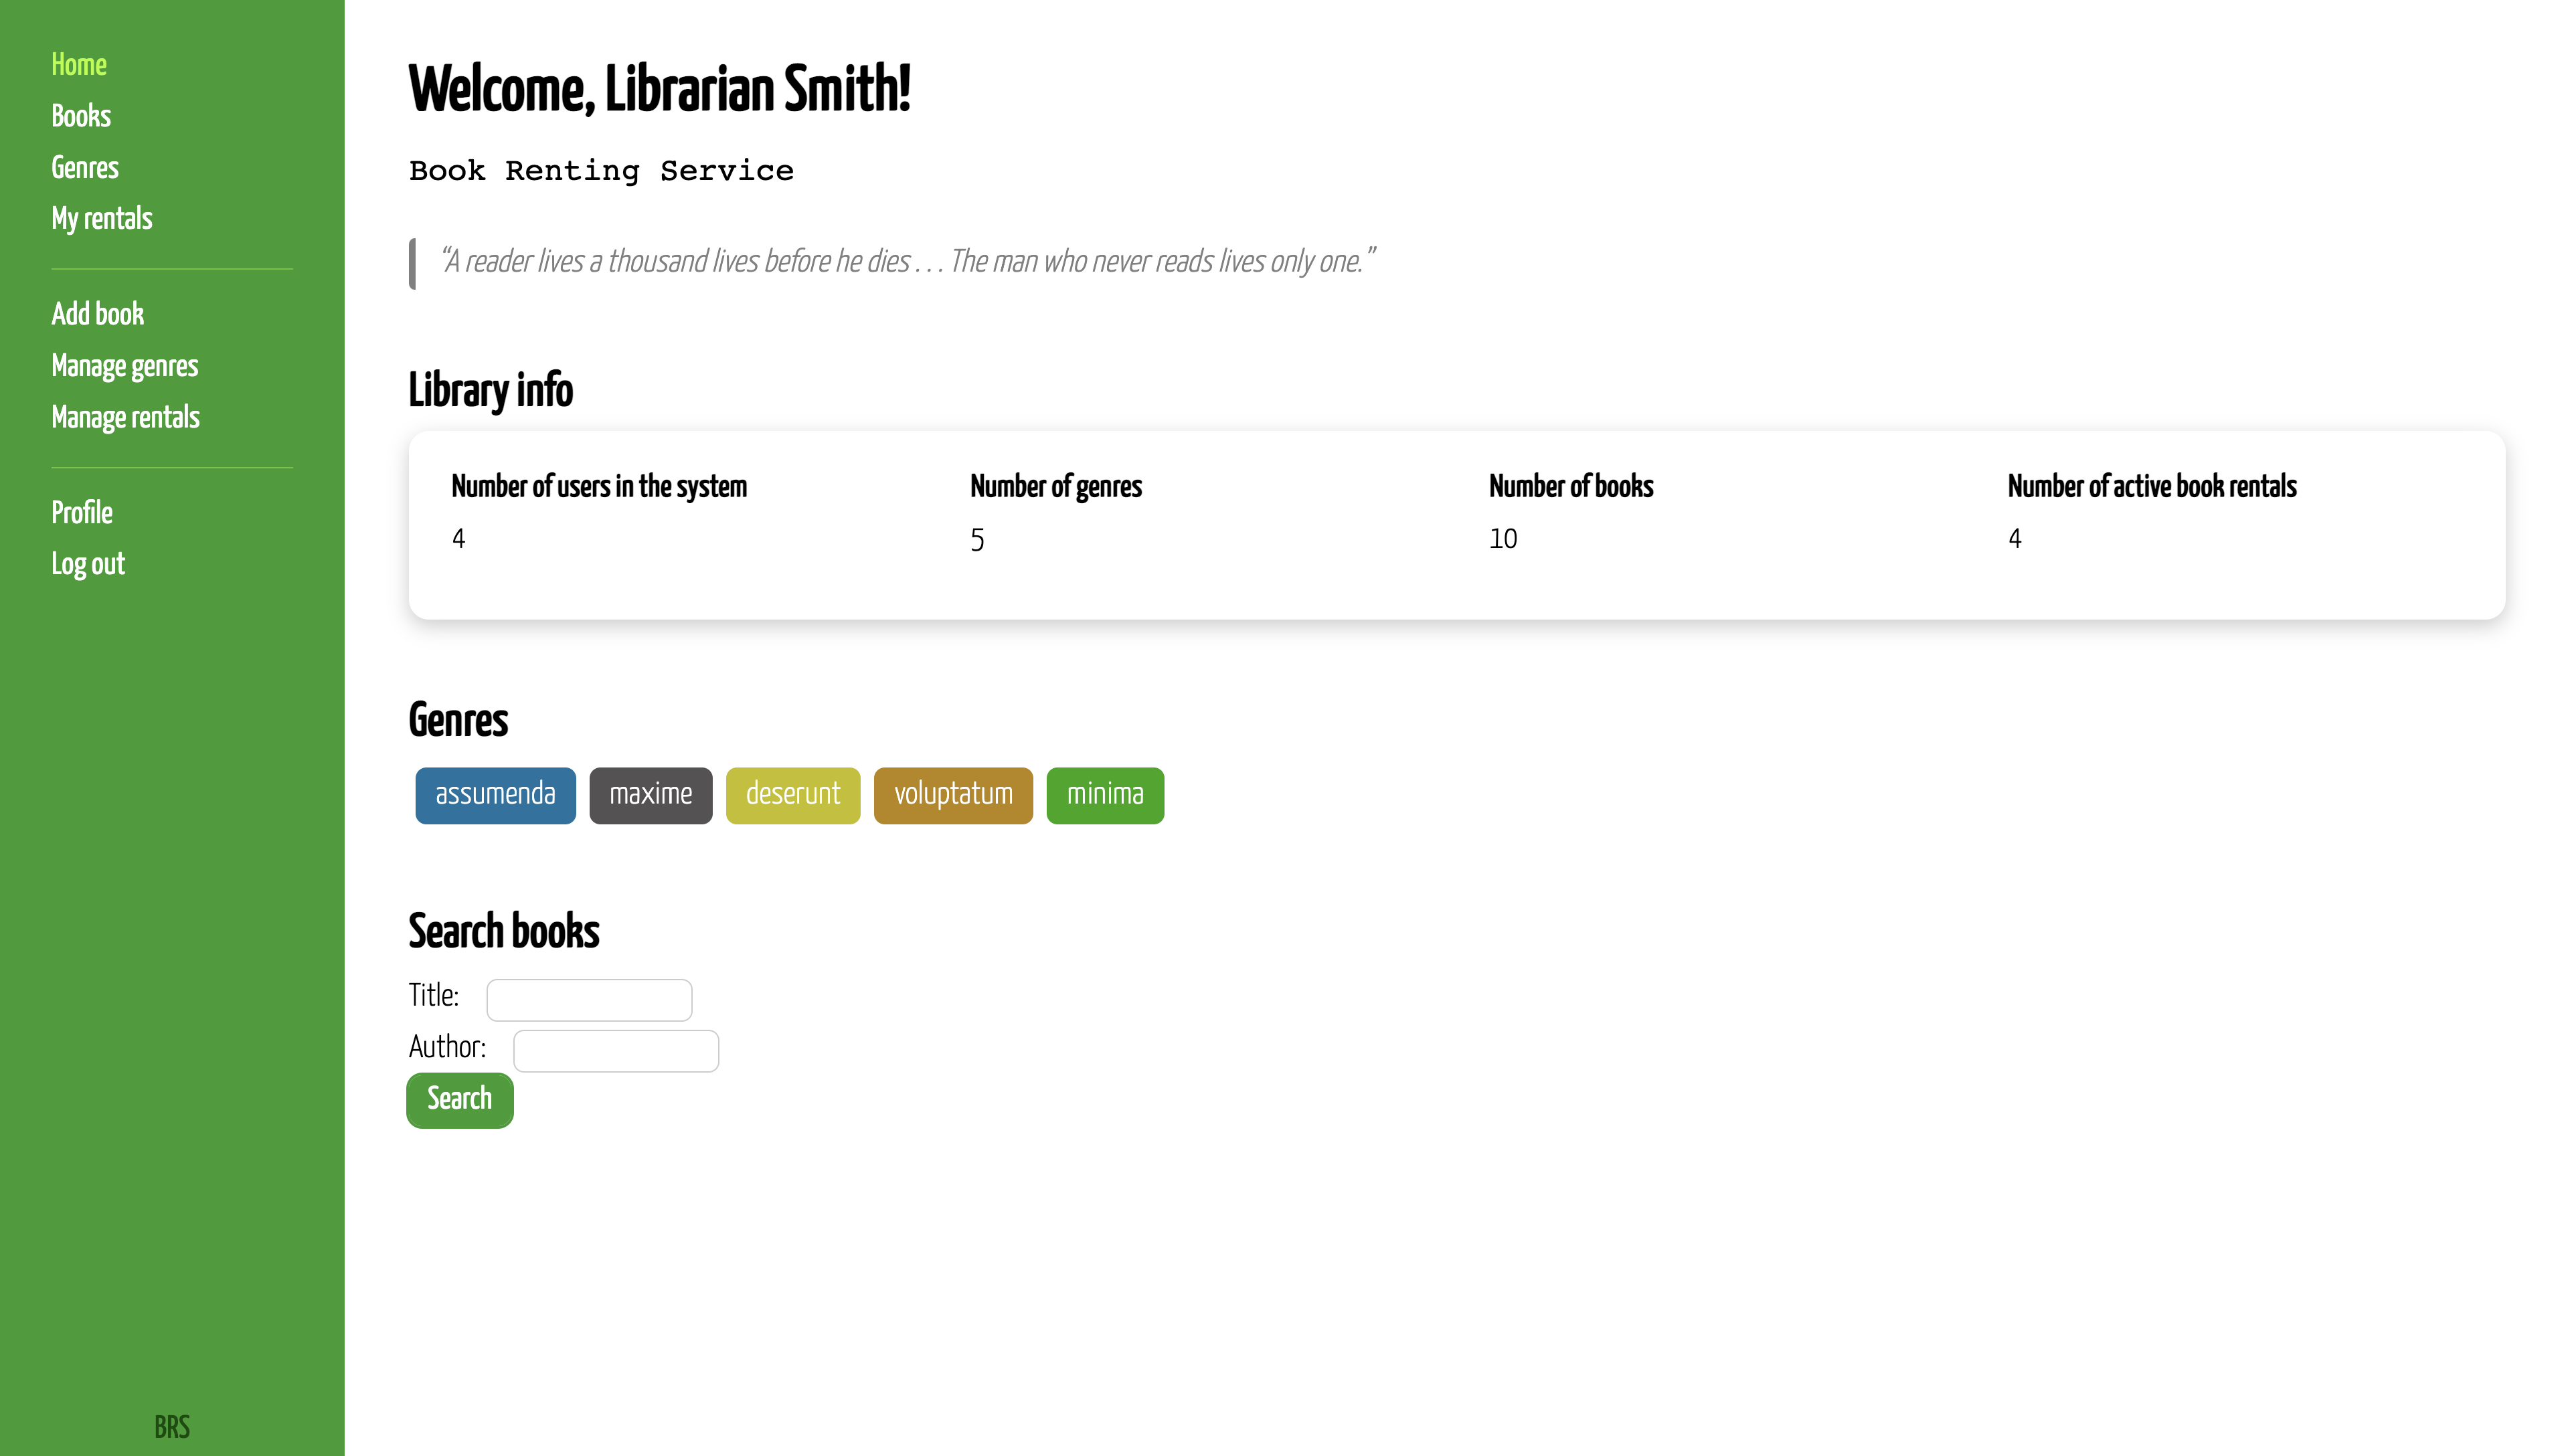 Home
Books
Genres
My rentals
Add book
Manage genres
Manage rentals
Profile
Log out
BRS
Welcome, Librarian Smith!
Book Renting Service
“A reader lives a thousand lives before he dies . . . The man who never reads lives only one.”
Library info
Number of users in the system
4
Number of genres
5
Number of books
10
Number of active book rentals
4
Genres
assumenda maxime deserunt voluptatum minima
Search books
Title:
Author:
Search